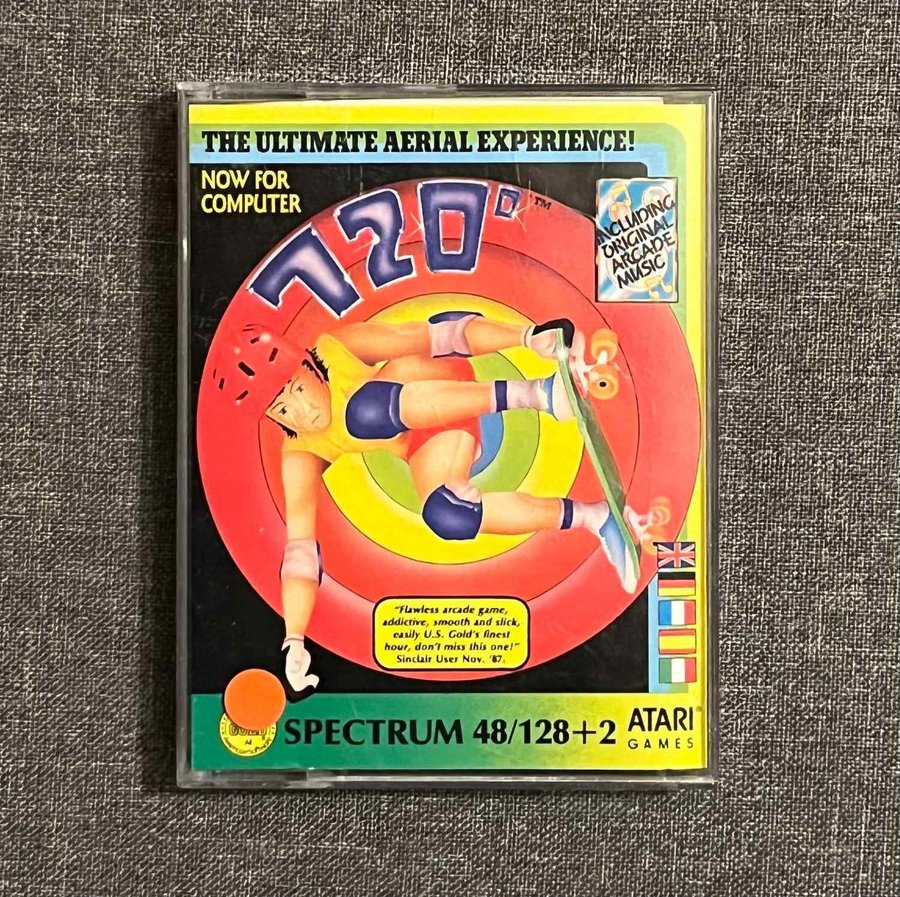 THE ULTIMATE AERIAL EXPERIENCE!
NOW FOR
COMPUTER
720°™
INCLUDING
ORIGINAL
ARCADE
MUSIC
"Flawless arcade game,
addictive, smooth and slick,
easily U.S. Gold's finest
hour, don't miss this one!"
Sinclair User Nov. '87.
SPECTRUM 48/128+2
ATARI®
GAMES